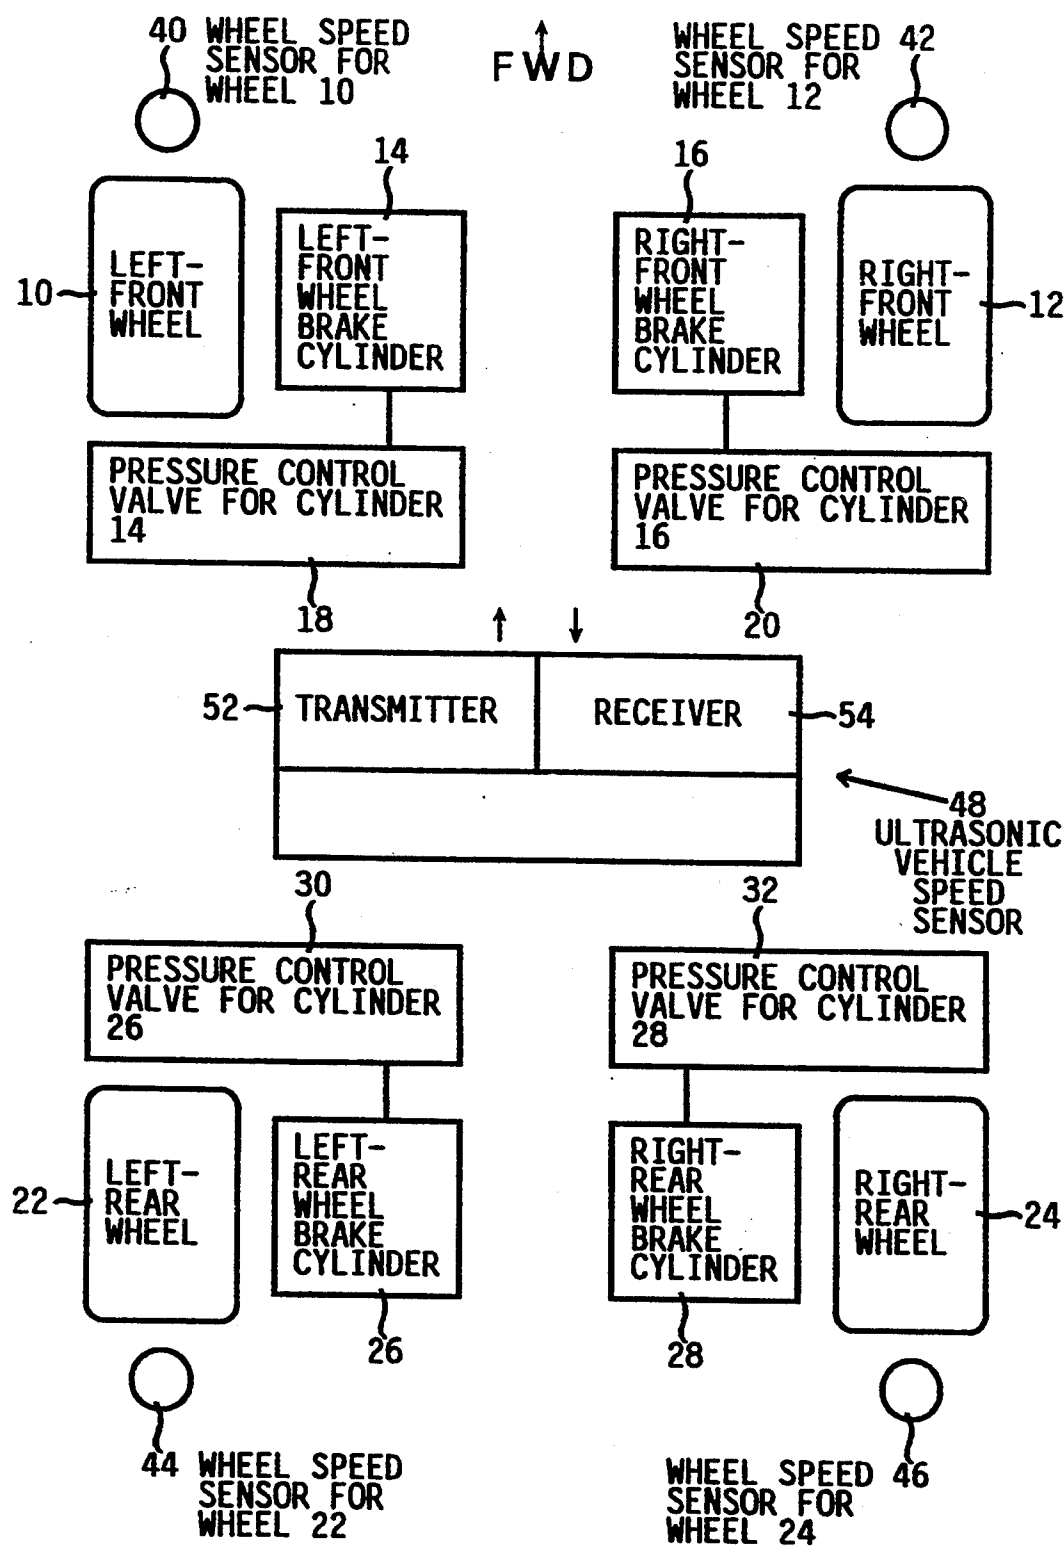 40 WHEEL SPEED
SENSOR FOR
WHEEL 10
FWD
WHEEL SPEED 42
SENSOR FOR
WHEEL 12
14
16
LEFT-
FRONT
WHEEL
10
LEFT-
FRONT
WHEEL
BRAKE
CYLINDER
RIGHT-
FRONT
WHEEL
BRAKE
CYLINDER
RIGHT-
FRONT
WHEEL
12
PRESSURE CONTROL
VALVE FOR CYLINDER
14
PRESSURE CONTROL
VALVE FOR CYLINDER
16
18
20
52
TRANSMITTER
RECEIVER
54
48
ULTRASONIC
VEHICLE
SPEED
SENSOR
30
32
PRESSURE CONTROL
VALVE FOR CYLINDER
26
PRESSURE CONTROL
VALVE FOR CYLINDER
28
22
LEFT-
REAR
WHEEL
LEFT-
REAR
WHEEL
BRAKE
CYLINDER
RIGHT-
REAR
WHEEL
BRAKE
CYLINDER
RIGHT-
REAR
WHEEL
24
26
28
44 WHEEL SPEED
SENSOR FOR
WHEEL 22
WHEEL SPEED 46
SENSOR FOR
WHEEL 24